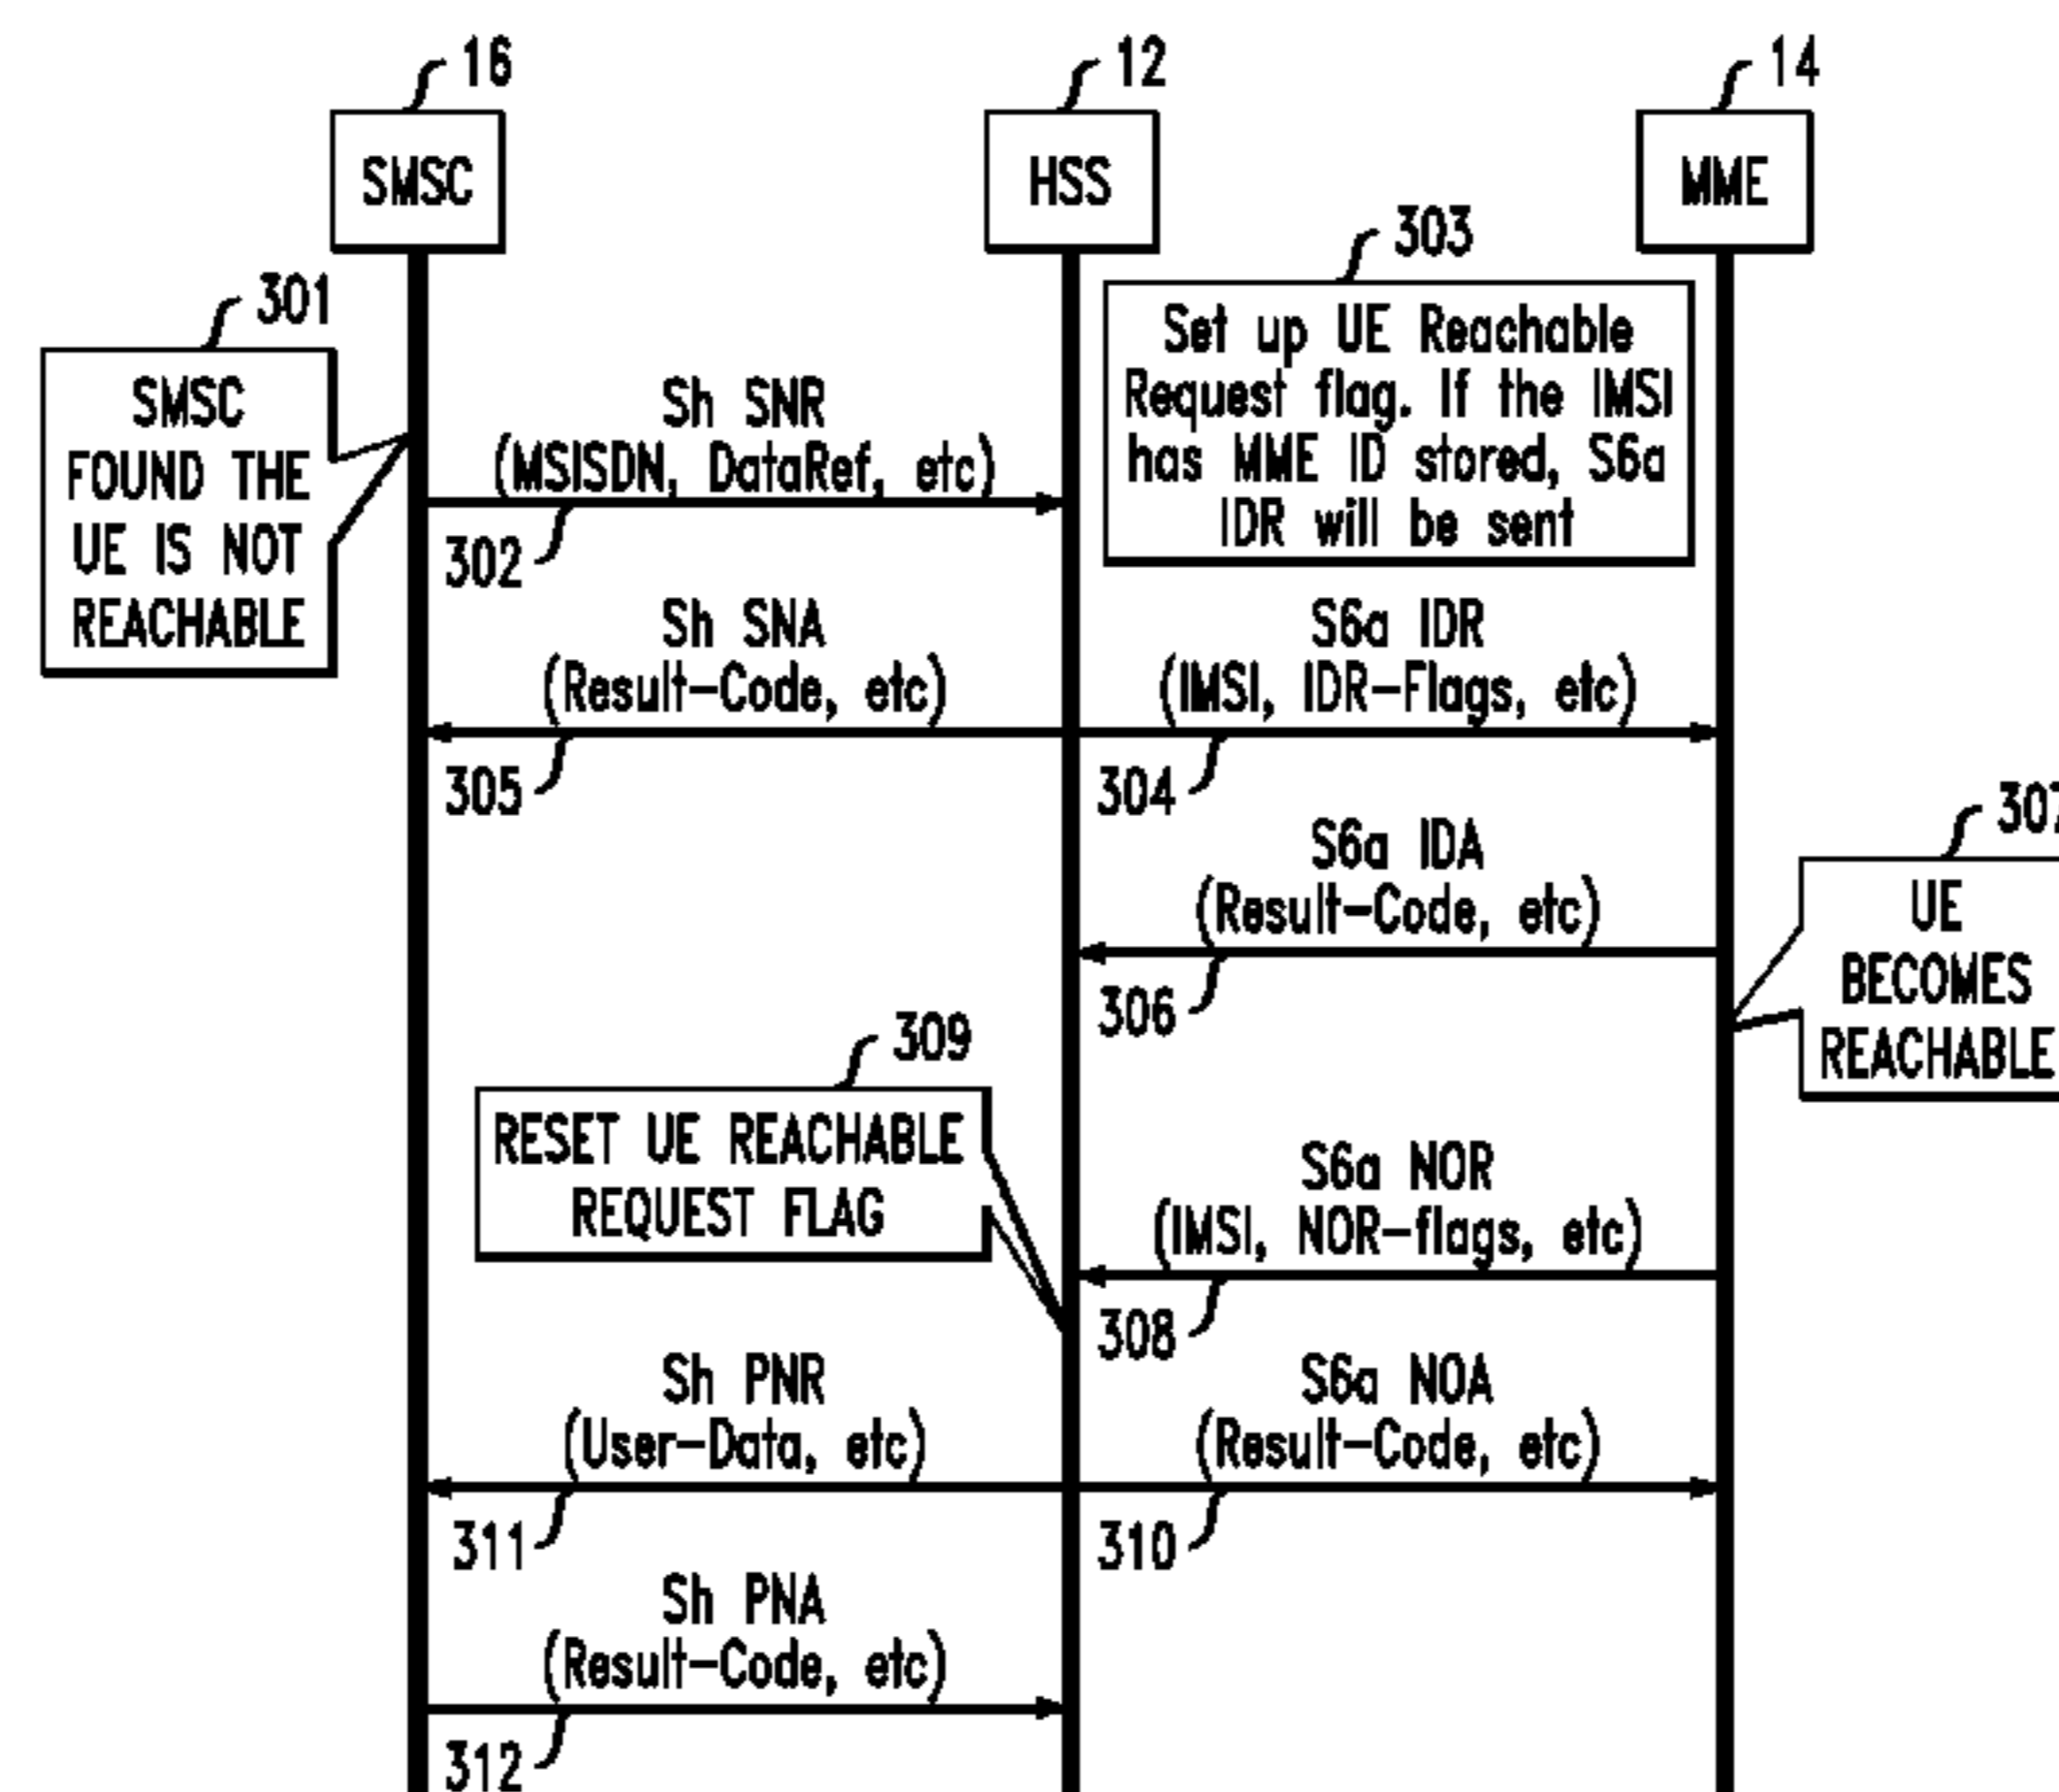 16
12
14
SMSC
HSS
MME
303
301
Set up UE Reachable
Request flag. If the IMSI
has MME ID stored, S6a
IDR will be sent
SMSC
FOUND THE
UE IS NOT
REACHABLE
Sh SNR
(MSISDN, DataRef, etc)
302
Sh SNA
(Result-Code, etc)
305
S6a IDR
(IMSI, IDR-Flags, etc)
304
S6a IDA
(Result-Code, etc)
306
307
UE
BECOMES
REACHABLE
309
RESET UE REACHABLE
REQUEST FLAG
S6a NOR
(IMSI, NOR-flags, etc)
308
Sh PNR
(User-Data, etc)
311
S6a NOA
(Result-Code, etc)
310
Sh PNA
(Result-Code, etc)
312